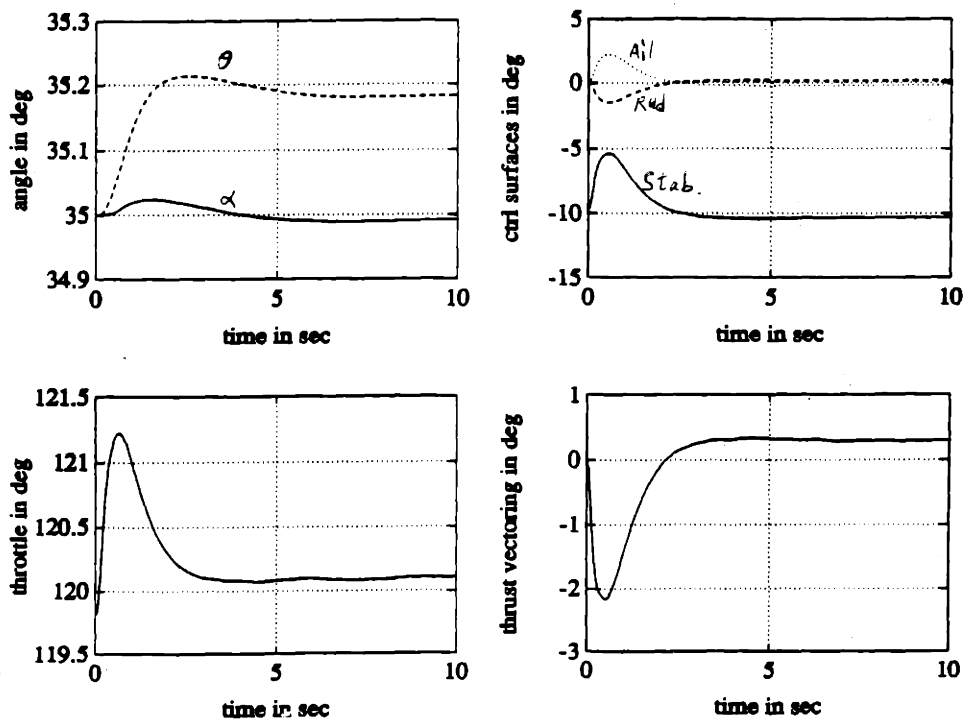 35.3
35.2
35.1
35
34.9
angle in deg
θ
α
0
5
10
time in sec
5
0
-5
-10
-15
ctrl surfaces in deg
Ail
Rud
Stab.
0
5
10
time in sec
121.5
121
120.5
120
119.5
throttle in deg
0
5
10
time in sec
1
0
-1
-2
-3
thrust vectoring in deg
0
5
10
time in sec